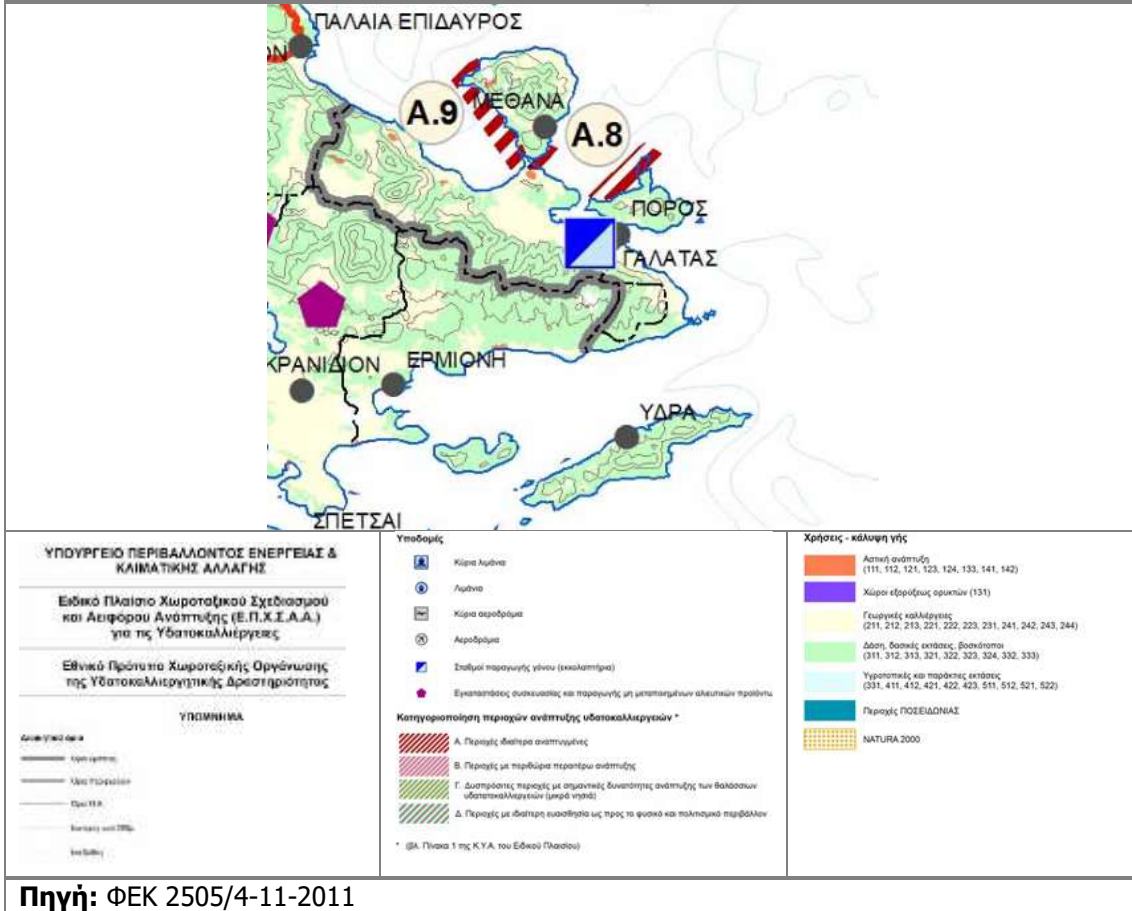 ΠΑΛΑΙΑ ΕΠΙΔΑΥΡΟΣ
ΩΝ
ΜΕΘΑΝΑ
Α.9
Α.8
ΠΟΡΟΣ
ΓΑΛΑΤΑΣ
ΚΡΑΝΙΔΙΟΝ
ΕΡΜΙΟΝΗ
ΥΔΡΑ
ΣΠΕΤΣΑΙ
ΥΠΟΥΡΓΕΙΟ ΠΕΡΙΒΑΛΛΟΝΤΟΣ ΕΝΕΡΓΕΙΑΣ &
ΚΛΙΜΑΤΙΚΗΣ ΑΛΛΑΓΗΣ
Ειδικό Πλαίσιο Χωροταξικού Σχεδιασμού
και Αειφόρου Ανάπτυξης (Ε.Π.Χ.Σ.Α.Α.)
για τις Υδατοκαλλιέργειες
Εθνικό Πρότυπο Χωροταξικής Οργάνωσης
της Υδατοκαλλιεργητικής Δραστηριότητας
ΥΠΟΜΝΗΜΑ
Διοικητικά όρια
Υποδομές
Κύρια λιμάνια
Λιμάνια
Κύρια αεροδρόμια
Αεροδρόμια
Σταθμοί παραγωγής γόνου (εκκολαπτήρια)
Εγκαταστάσεις συσκευασίας και παραγωγής μη μεταποιημένων αλιευτικών προϊόντω
Κατηγοριοποίηση περιοχών ανάπτυξης υδατοκαλλιεργειών *
Α. Περιοχές ιδιαίτερα αναπτυγμένες
Β. Περιοχές με περιθώρια περαιτέρω ανάπτυξης
Γ. Δυσπρόσιτες περιοχές με σημαντικές δυνατότητες ανάπτυξης των θαλάσσιων
υδατοκαλλιεργειών (μικρά νησιά)
Δ. Περιοχές με ιδιαίτερη ευαισθησία ως προς το φυσικό και πολιτισμικό περιβάλλον
* (βλ. Πίνακα 1 της Κ.Υ.Α. του Ειδικού Πλαισίου)
Χρήσεις - κάλυψη γής
Αστική ανάπτυξη
(111, 112, 121, 123, 124, 133, 141, 142)
Χώροι εξορύξεως ορυκτών (131)
Γεωργικές καλλιέργειες
(211, 212, 213, 221, 222, 223, 231, 241, 242, 243, 244)
Δάση, δασικές εκτάσεις, βοσκότοποι
(311, 312, 313, 321, 322, 323, 324, 332, 333)
Υγροτοπικές και παράκτιες εκτάσεις
(331, 411, 412, 421, 422, 423, 511, 512, 521, 522)
Περιοχές ΠΟΣΕΙΔΩΝΙΑΣ
NATURA 2000
Πηγή: ΦΕΚ 2505/4-11-2011